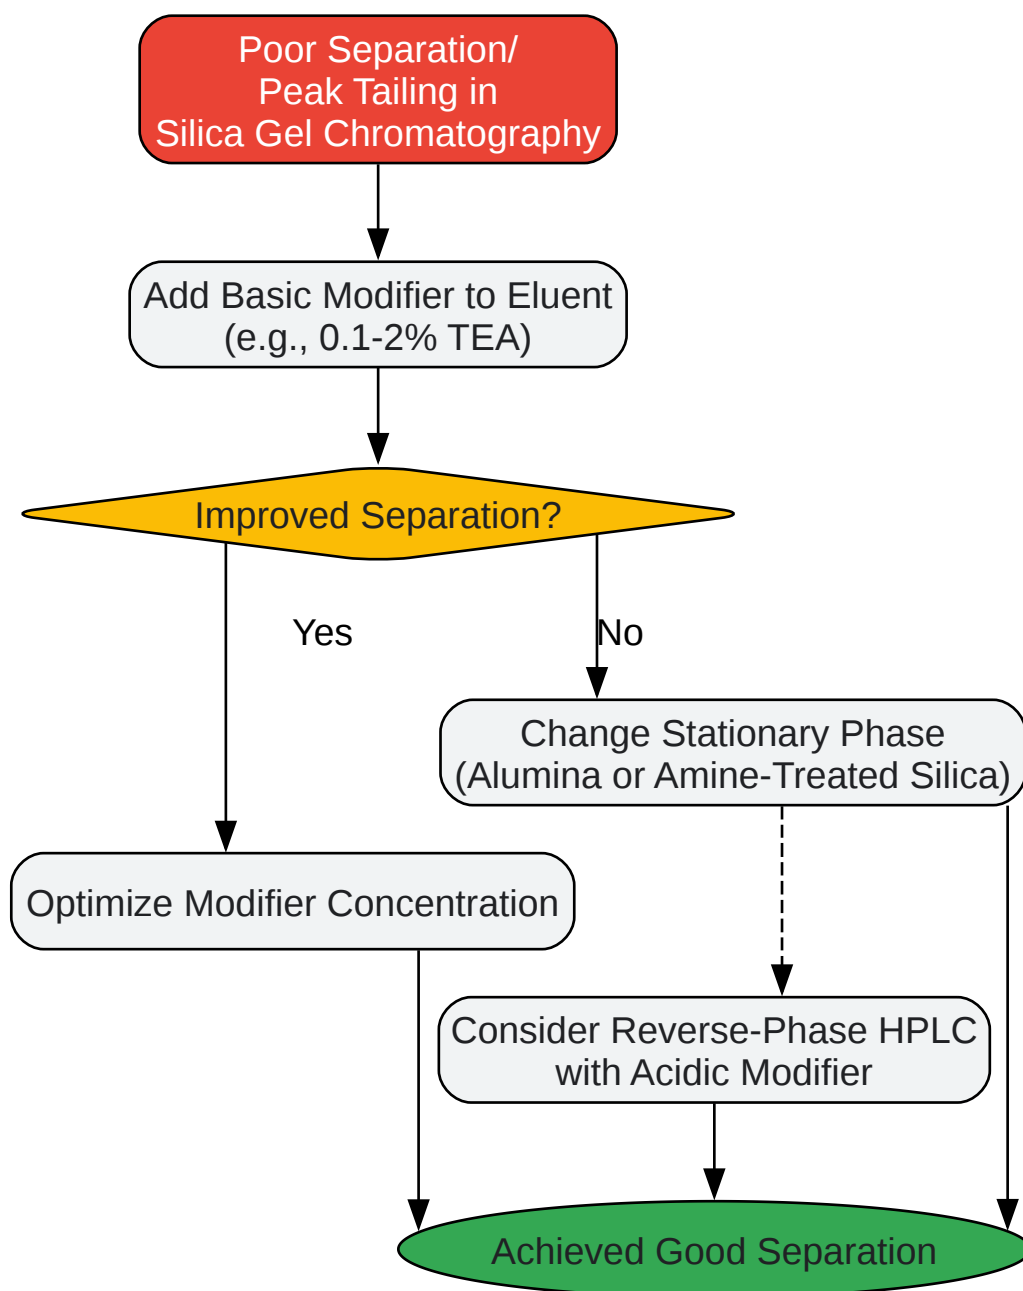 Poor Separation/
Peak Tailing in
Silica Gel Chromatography
Add Basic Modifier to Eluent
(e.g., 0.1-2% TEA)
Improved Separation?
Yes
No
Change Stationary Phase
(Alumina or Amine-Treated Silica)
Optimize Modifier Concentration
Consider Reverse-Phase HPLC
with Acidic Modifier
Achieved Good Separation